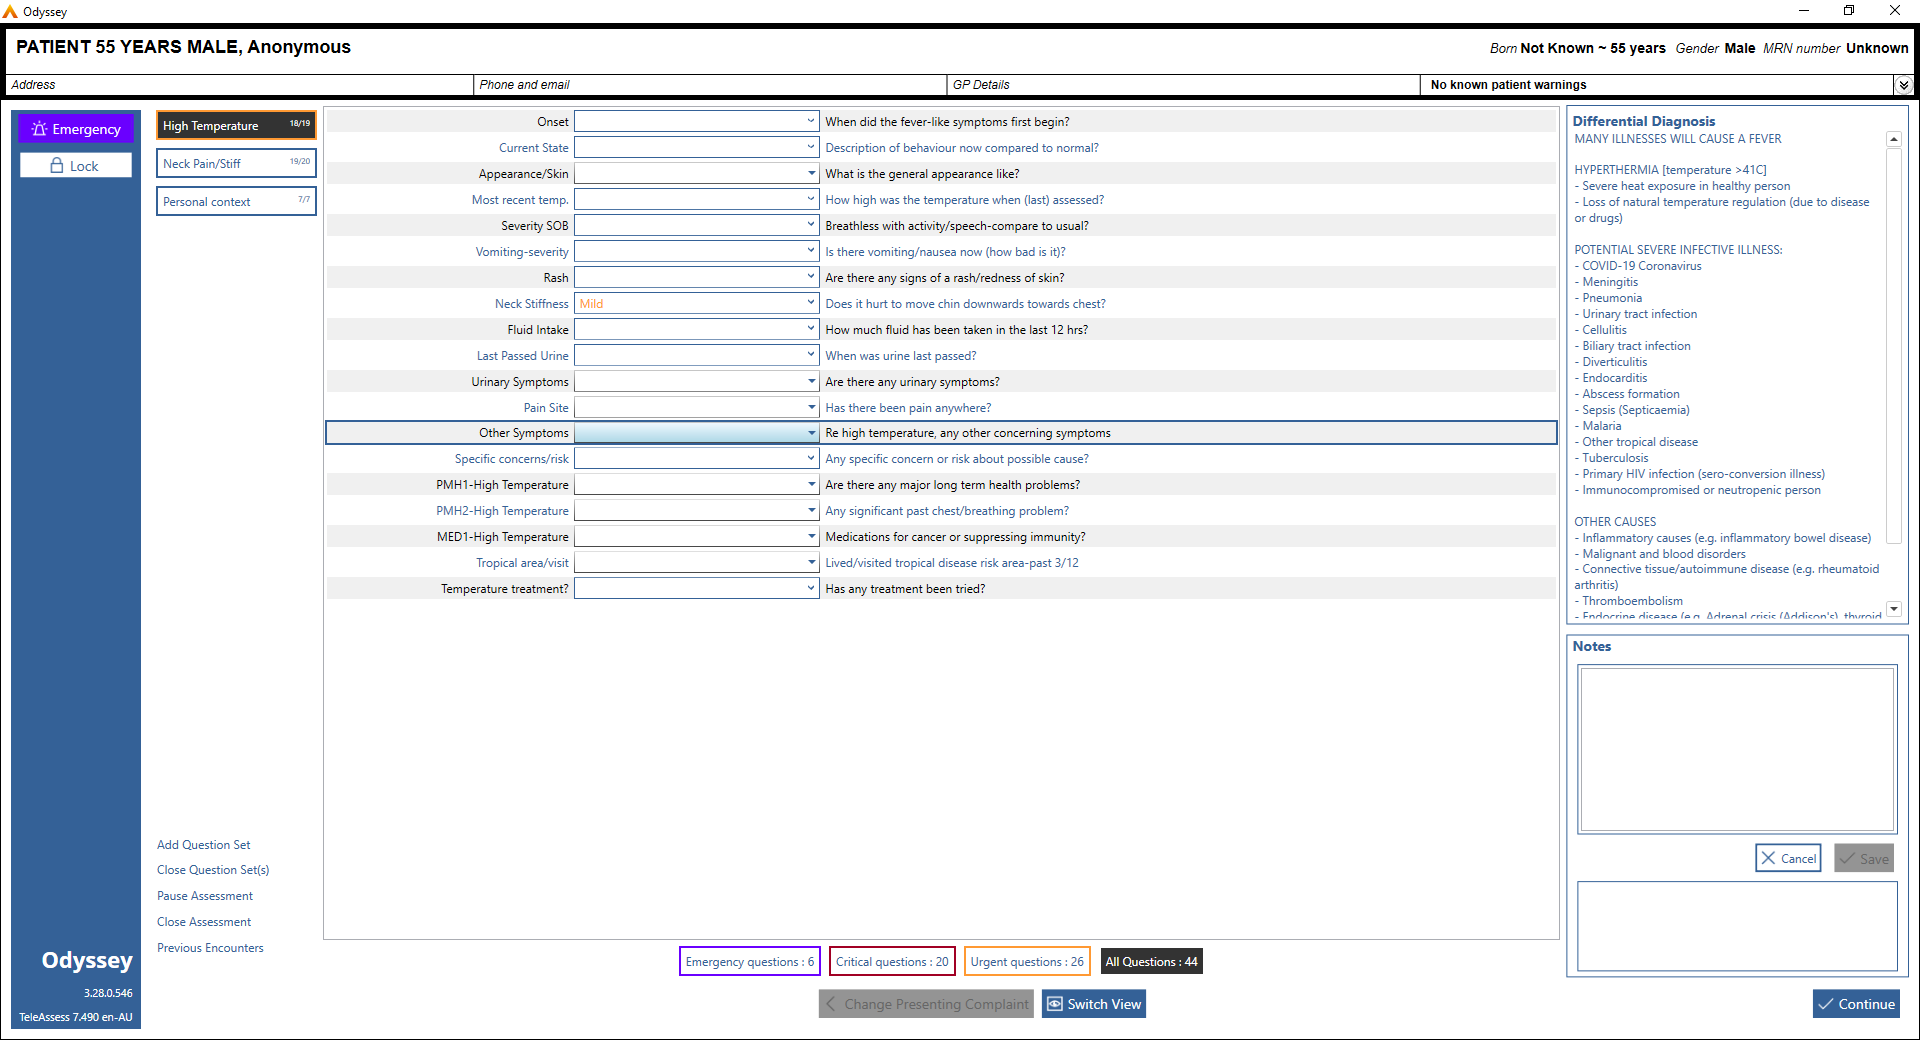 Odyssey
PATIENT 55 YEARS MALE, Anonymous
Born Not Known ~ 55 years Gender Male MRN number Unknown
Address
Phone and email
GP Details
No known patient warnings
Emergency
Lock
High Temperature 18/19
Neck Pain/Stiff 19/20
Personal context 7/7
Onset When did the fever-like symptoms first begin?
Current State Description of behaviour now compared to normal?
Appearance/Skin What is the general appearance like?
Most recent temp. How high was the temperature when (last) assessed?
Severity SOB Breathless with activity/speech-compare to usual?
Vomiting-severity Is there vomiting/nausea now (how bad is it)?
Rash Are there any signs of a rash/redness of skin?
Neck Stiffness Mild Does it hurt to move chin downwards towards chest?
Fluid Intake How much fluid has been taken in the last 12 hrs?
Last Passed Urine When was urine last passed?
Urinary Symptoms Are there any urinary symptoms?
Pain Site Has there been pain anywhere?
Other Symptoms Re high temperature, any other concerning symptoms
Specific concerns/risk Any specific concern or risk about possible cause?
PMH1-High Temperature Are there any major long term health problems?
PMH2-High Temperature Any significant past chest/breathing problem?
MED1-High Temperature Medications for cancer or suppressing immunity?
Tropical area/visit Lived/visited tropical disease risk area-past 3/12
Temperature treatment? Has any treatment been tried?
Differential Diagnosis
MANY ILLNESSES WILL CAUSE A FEVER
HYPERTHERMIA [temperature >41C]
- Severe heat exposure in healthy person
- Loss of natural temperature regulation (due to disease
or drugs)
POTENTIAL SEVERE INFECTIVE ILLNESS:
- COVID-19 Coronavirus
- Meningitis
- Pneumonia
- Urinary tract infection
- Cellulitis
- Biliary tract infection
- Diverticulitis
- Endocarditis
- Abscess formation
- Sepsis (Septicaemia)
- Malaria
- Other tropical disease
- Tuberculosis
- Primary HIV infection (sero-conversion illness)
- Immunocompromised or neutropenic person
OTHER CAUSES
- Inflammatory causes (e.g. inflammatory bowel disease)
- Malignant and blood disorders
- Connective tissue/autoimmune disease (e.g. rheumatoid
arthritis)
- Thromboembolism
- Endocrine disease (e.g. Adrenal crisis (Addison's), thyroid
Notes
Cancel
Save
Add Question Set
Close Question Set(s)
Pause Assessment
Close Assessment
Previous Encounters
Odyssey
3.28.0.546
TeleAssess 7.490 en-AU
Emergency questions : 6
Critical questions : 20
Urgent questions : 26
All Questions : 44
Change Presenting Complaint
Switch View
Continue